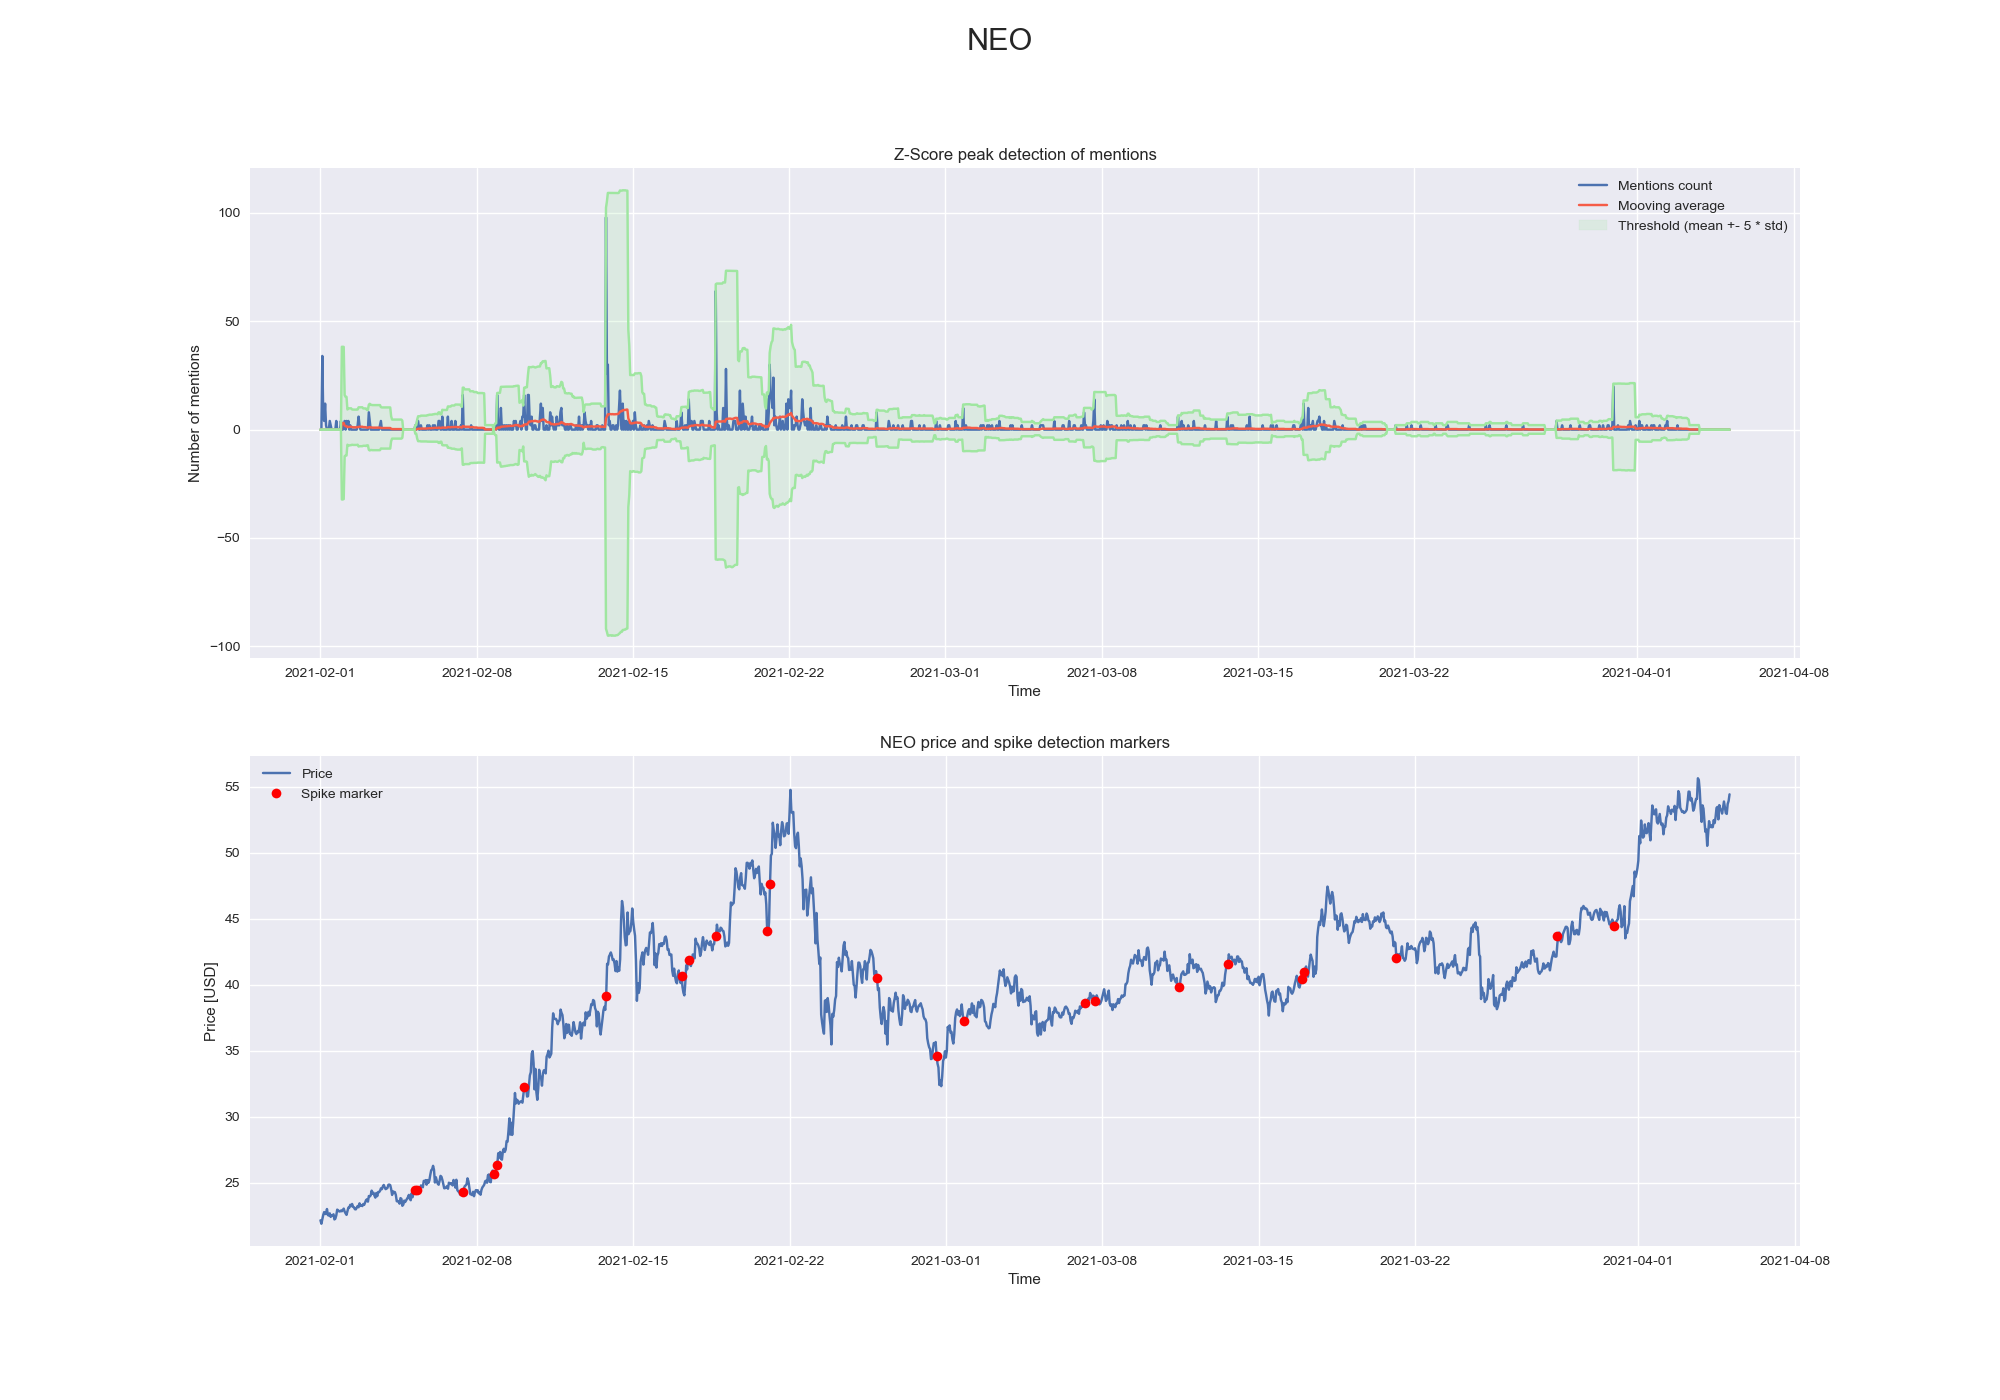 NEO
Z-Score peak detection of mentions
Mentions count
Mooving average
Threshold (mean +- 5 * std)
100
50
0
−50
−100
Number of mentions
2021-02-01 2021-02-08 2021-02-15 2021-02-22 2021-03-01 2021-03-08 2021-03-15 2021-03-22 2021-04-01 2021-04-08
Time
NEO price and spike detection markers
Price
Spike marker
55
50
45
40
35
30
25
Price [USD]
2021-02-01 2021-02-08 2021-02-15 2021-02-22 2021-03-01 2021-03-08 2021-03-15 2021-03-22 2021-04-01 2021-04-08
Time